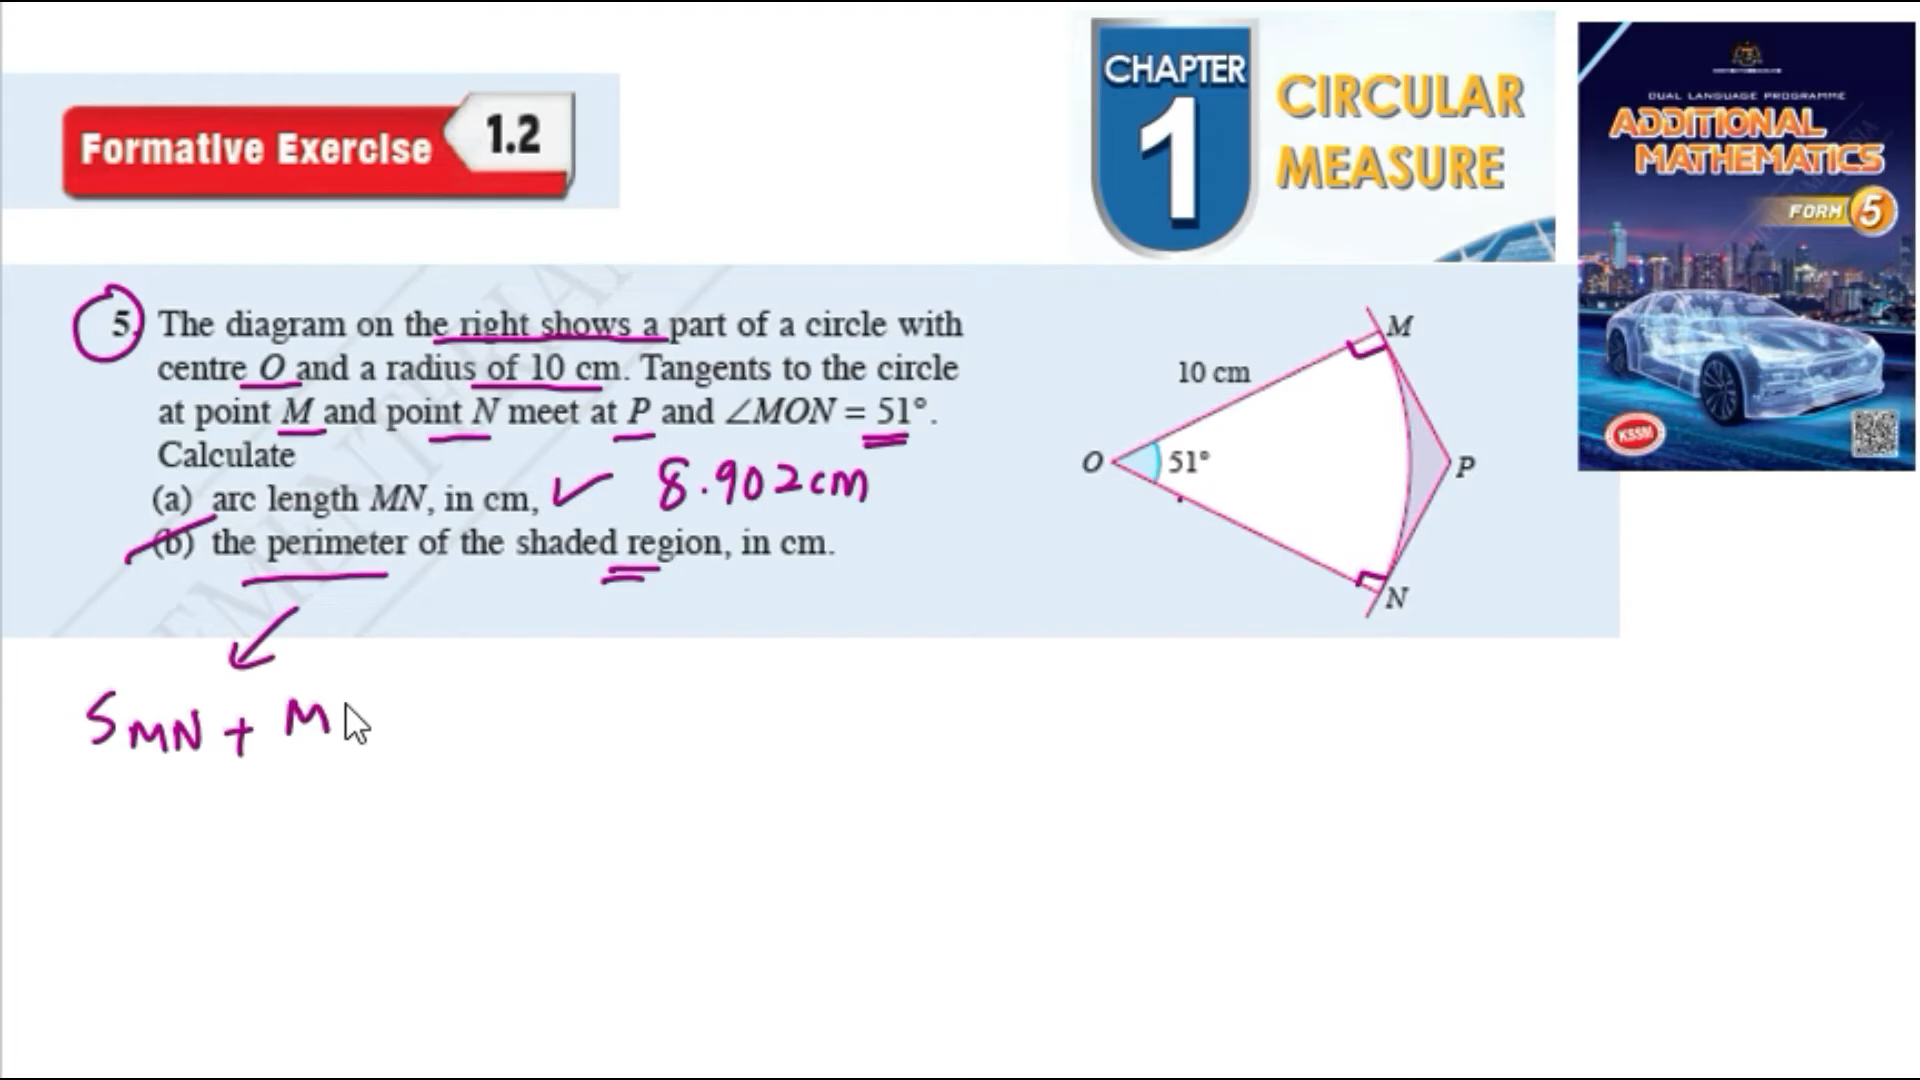 Formative Exercise 1.2
CHAPTER
1
CIRCULAR
MEASURE
DUAL LANGUAGE PROGRAMME
ADDITIONAL
MATHEMATICS
FORM 5
KSSM
5. The diagram on the right shows a part of a circle with
centre O and a radius of 10 cm. Tangents to the circle
at point M and point N meet at P and ∠MON = 51°.
Calculate
(a) arc length MN, in cm, ✓ 8.902cm
(b) the perimeter of the shaded region, in cm.
M
10 cm
O 51° P
N
SMN + M